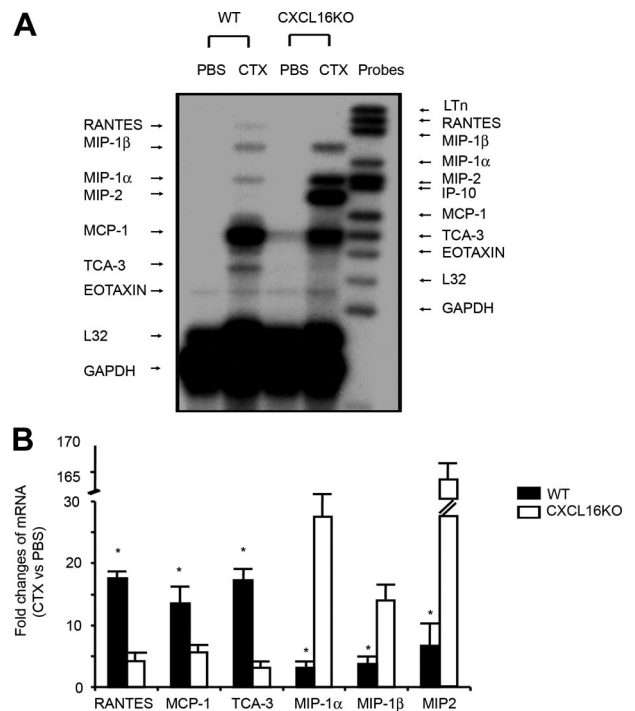 A
WT CXCL16KO
PBS CTX PBS CTX Probes
RANTES
MIP-1β
MIP-1α
MIP-2
MCP-1
TCA-3
EOTAXIN
L32
GAPDH
LTn
RANTES
MIP-1β
MIP-1α
MIP-2
IP-10
MCP-1
TCA-3
EOTAXIN
L32
GAPDH
B
Fold changes of mRNA
(CTX vs PBS)
170
165
30
20
10
5
0
* * * * * *
RANTES MCP-1 TCA-3 MIP-1α MIP-1β MIP2
WT
CXCL16KO